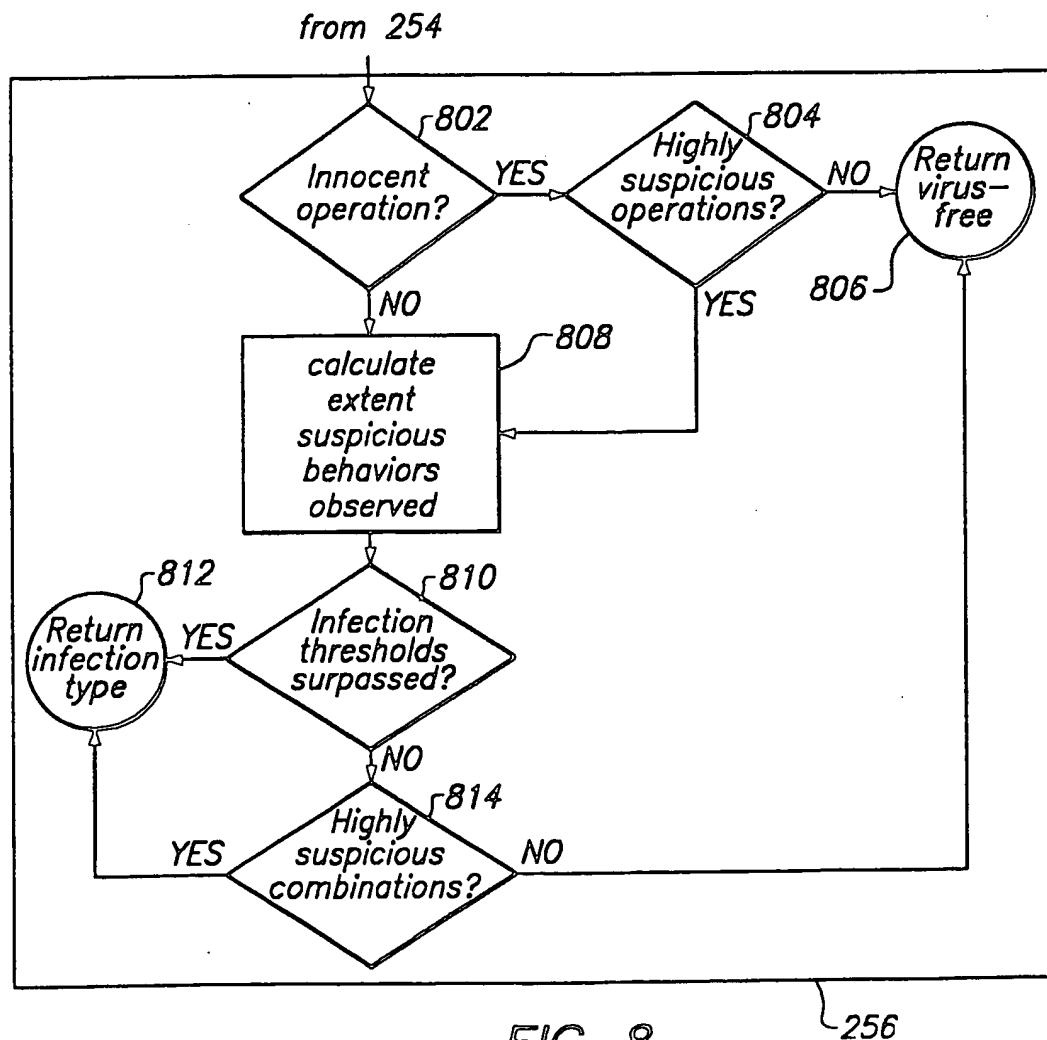 from 254
802
Innocent
operation?
YES
804
Highly
suspicious
operations?
NO
Return
virus-
free
806
NO
YES
808
calculate
extent
suspicious
behaviors
observed
812
Return
infection
type
YES
810
Infection
thresholds
surpassed?
NO
814
Highly
suspicious
combinations?
YES
NO
256